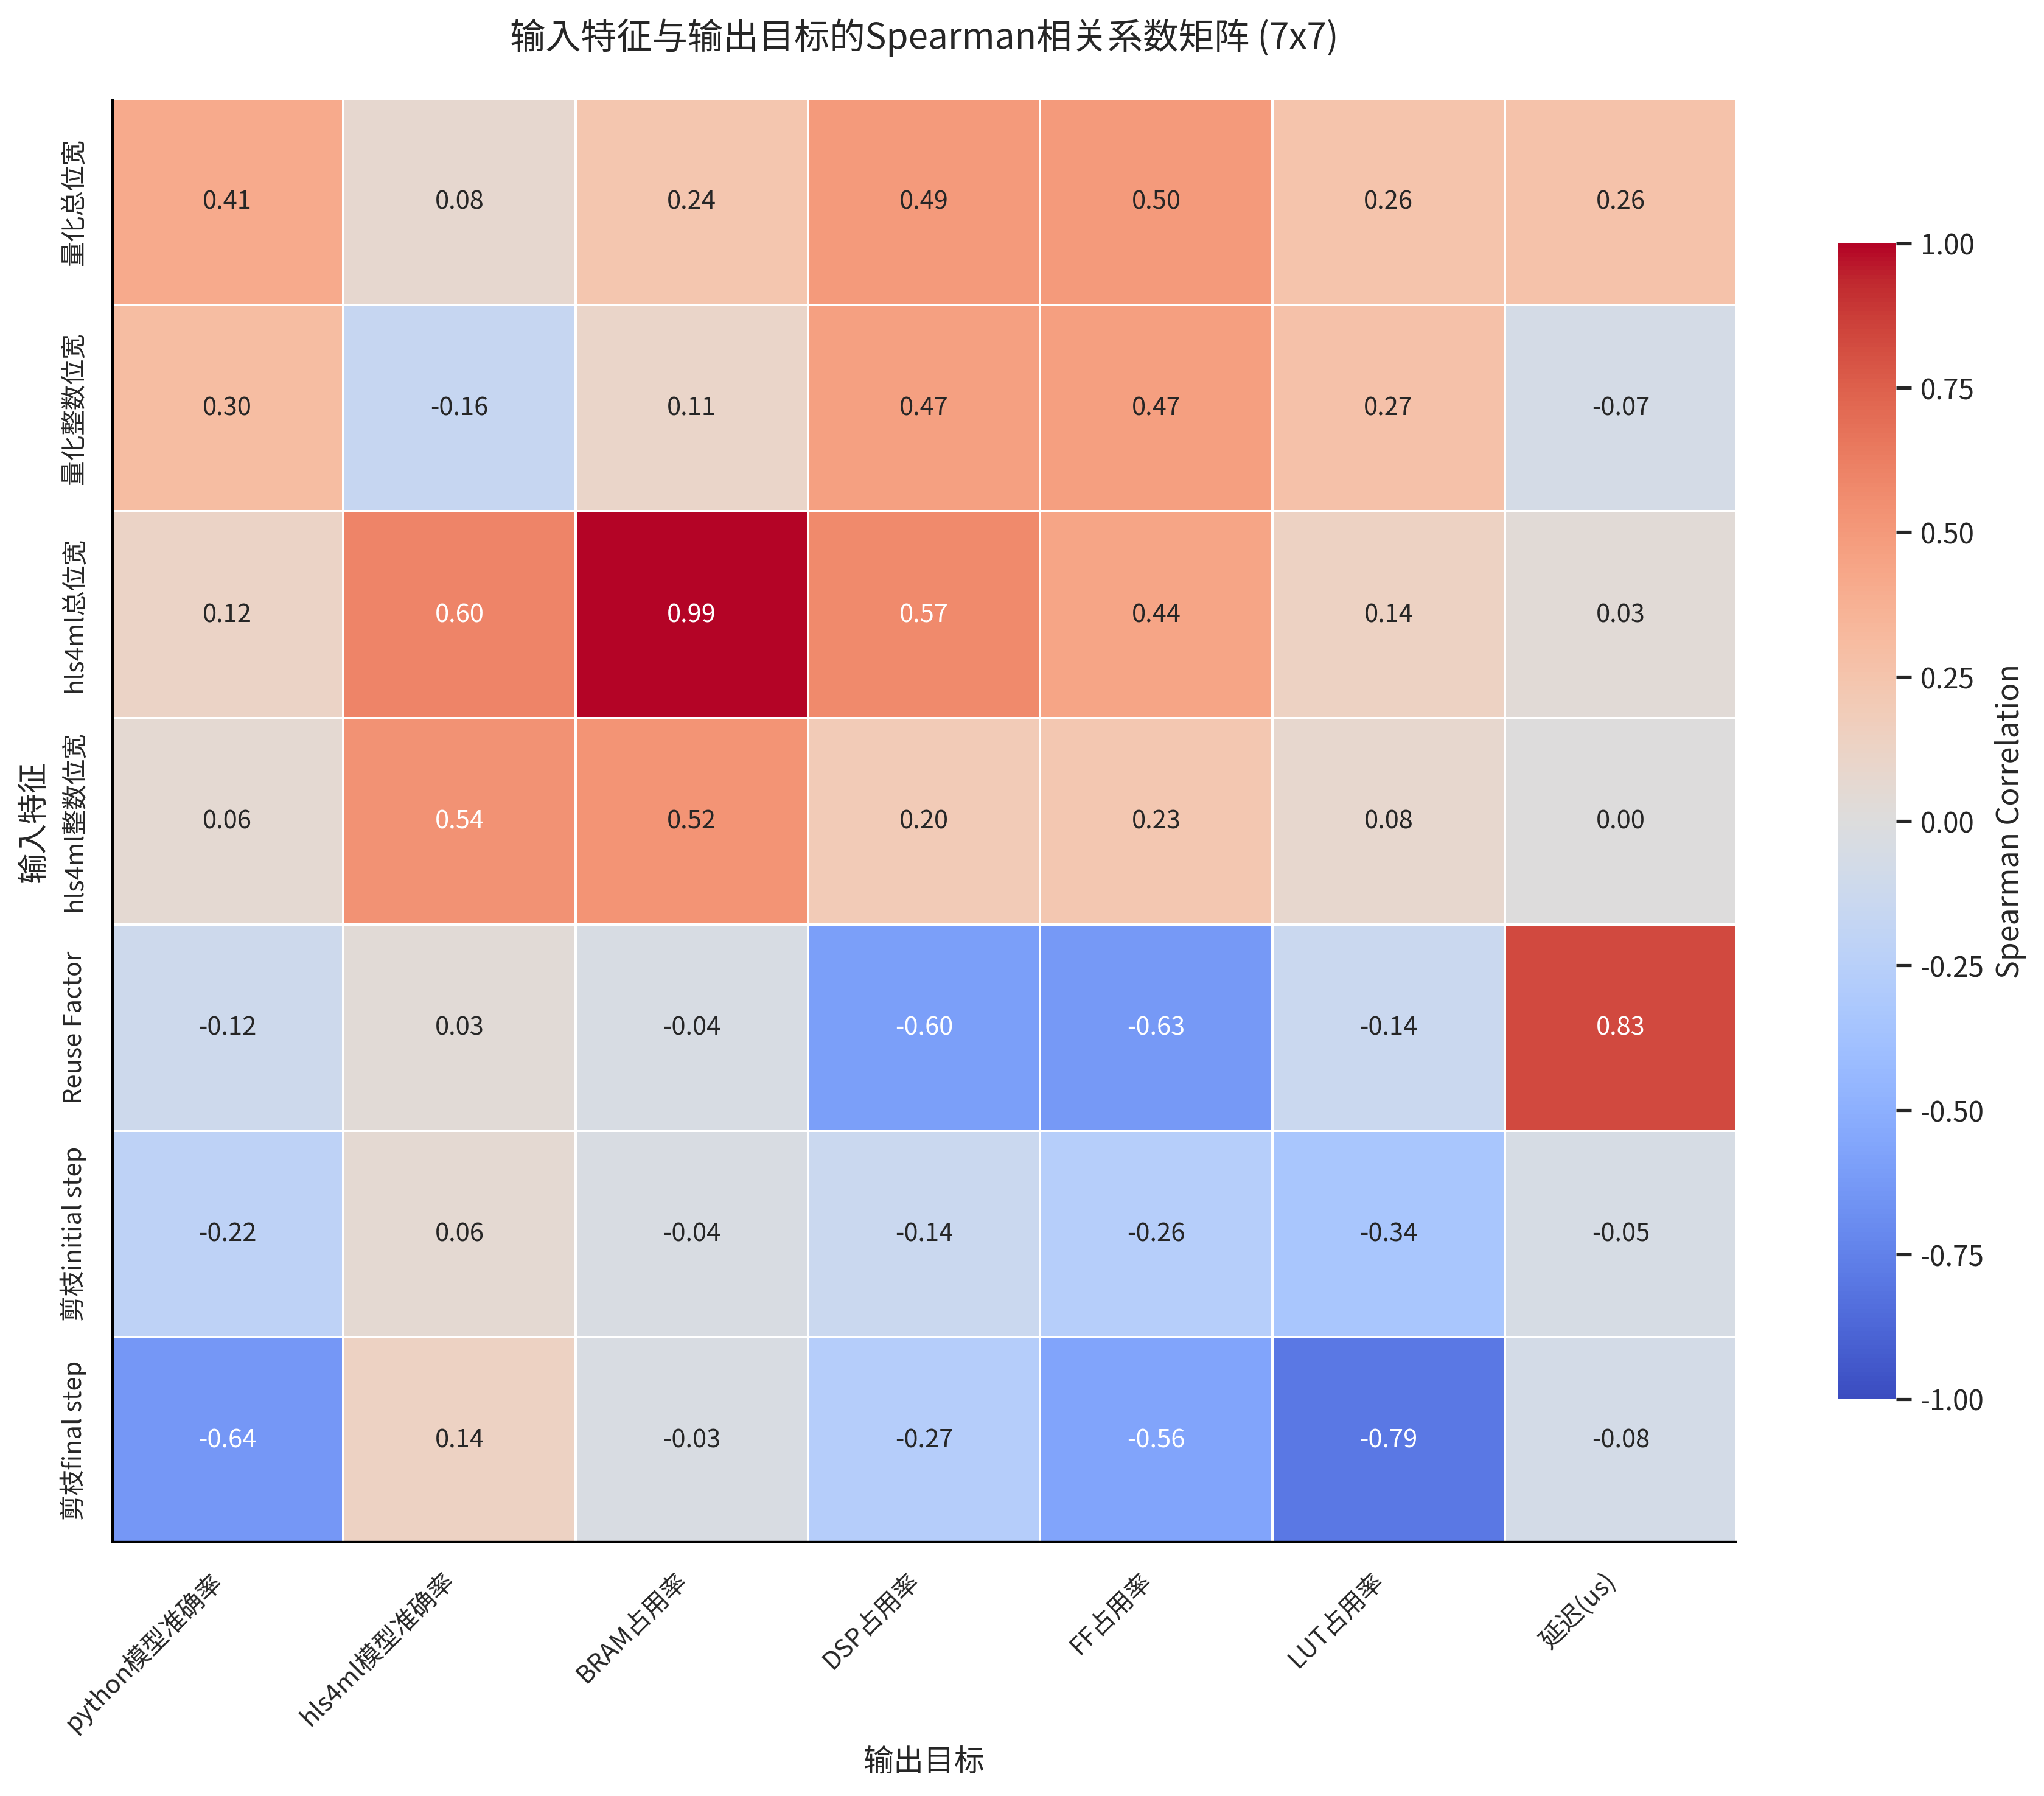 输入特征与输出目标的Spearman相关系数矩阵 (7x7)
输入特征
量化总位宽
0.41 0.08 0.24 0.49 0.50 0.26 0.26
量化整数位宽
0.30 -0.16 0.11 0.47 0.47 0.27 -0.07
hls4ml总位宽
0.12 0.60 0.99 0.57 0.44 0.14 0.03
hls4ml整数位宽
0.06 0.54 0.52 0.20 0.23 0.08 0.00
Reuse Factor
-0.12 0.03 -0.04 -0.60 -0.63 -0.14 0.83
剪枝initial step
-0.22 0.06 -0.04 -0.14 -0.26 -0.34 -0.05
剪枝final step
-0.64 0.14 -0.03 -0.27 -0.56 -0.79 -0.08
python模型准确率
hls4ml模型准确率
BRAM占用率
DSP占用率
FF占用率
LUT占用率
延迟(us)
输出目标
1.00
0.75
0.50
0.25
0.00
-0.25
-0.50
-0.75
-1.00
Spearman Correlation